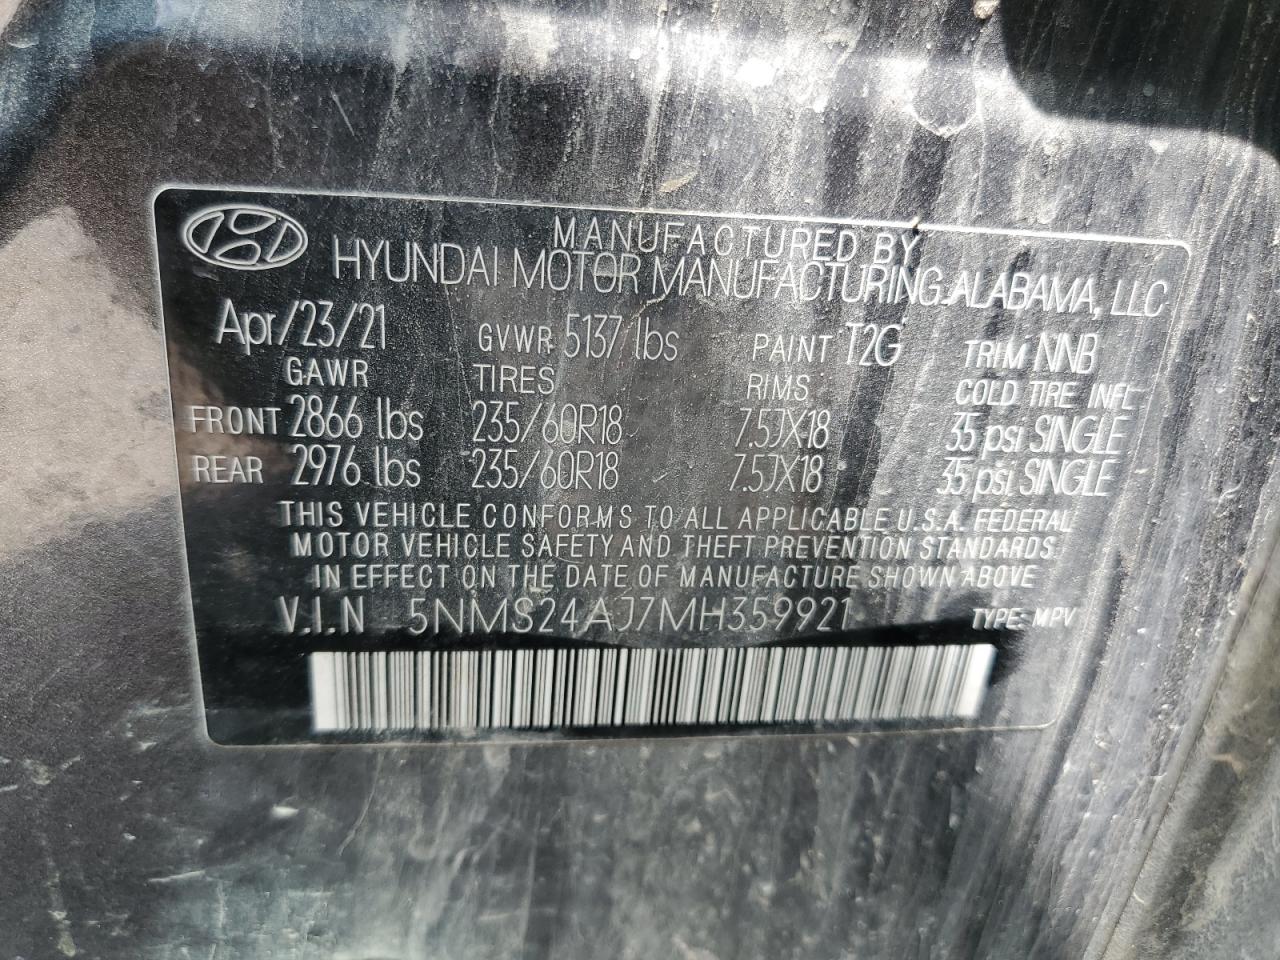 MANUFACTURED BY
HYUNDAI MOTOR MANUFACTURING ALABAMA, LLC
Apr/23/21 GVWR 5137 lbs PAINT T2G TRIM NNB
GAWR TIRES RIMS COLD TIRE INFL
FRONT 2866 lbs 235/60R18 7.5JX18 35 psi SINGLE
REAR 2976 lbs 235/60R18 7.5JX18 35 psi SINGLE
THIS VEHICLE CONFORMS TO ALL APPLICABLE U.S.A. FEDERAL
MOTOR VEHICLE SAFETY AND THEFT PREVENTION STANDARDS
IN EFFECT ON THE DATE OF MANUFACTURE SHOWN ABOVE
V.I.N 5NMS24AJ7MH359921 TYPE: MPV